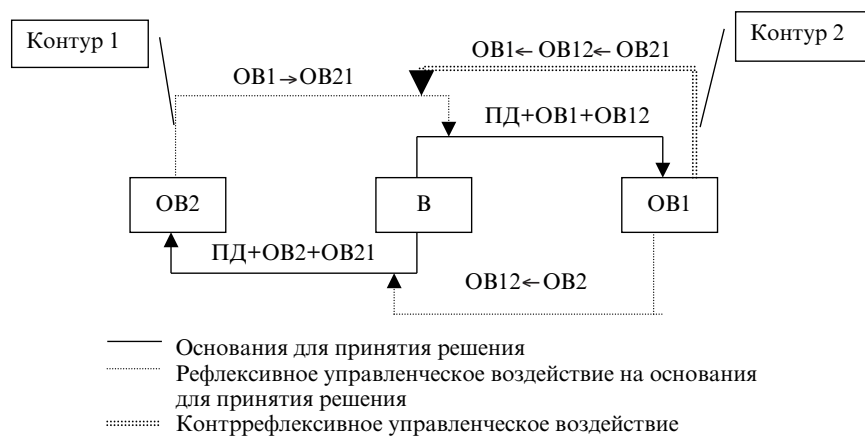 Контур 1
Контур 2
ОВ1← ОВ12← ОВ21
ОВ1→ОВ21
ПД+ОВ1+ОВ12
ОВ2
В
ОВ1
ПД+ОВ2+ОВ21
ОВ12←ОВ2
Основания для принятия решения
Рефлексивное управленческое воздействие на основания
для принятия решения
Контррефлексивное управленческое воздействие